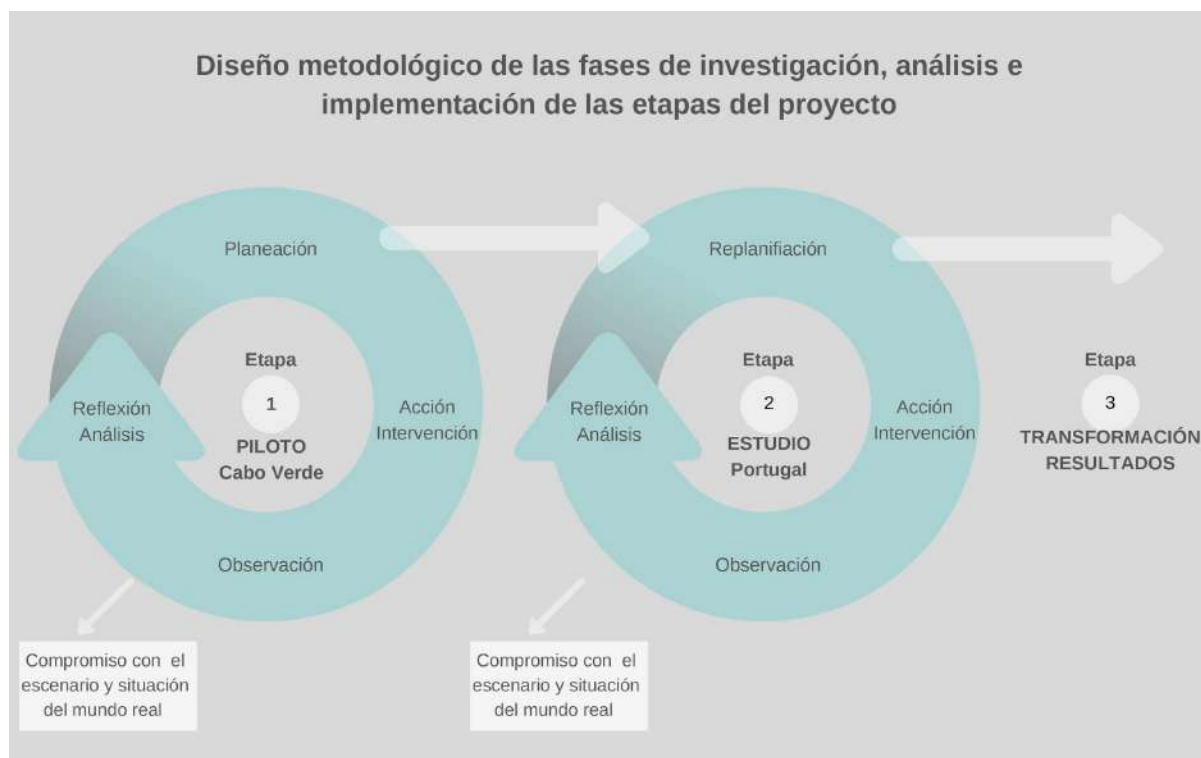 Diseño metodológico de las fases de investigación, análisis e
implementación de las etapas del proyecto
Planeación
Reflexión
Análisis
Etapa
1
PILOTO
Cabo Verde
Acción
Intervención
Observación
Compromiso con el
escenario y situación
del mundo real
Replanifiación
Reflexión
Análisis
Etapa
2
ESTUDIO
Portugal
Acción
Intervención
Observación
Compromiso con el
escenario y situación
del mundo real
Etapa
3
TRANSFORMACIÓN
RESULTADOS